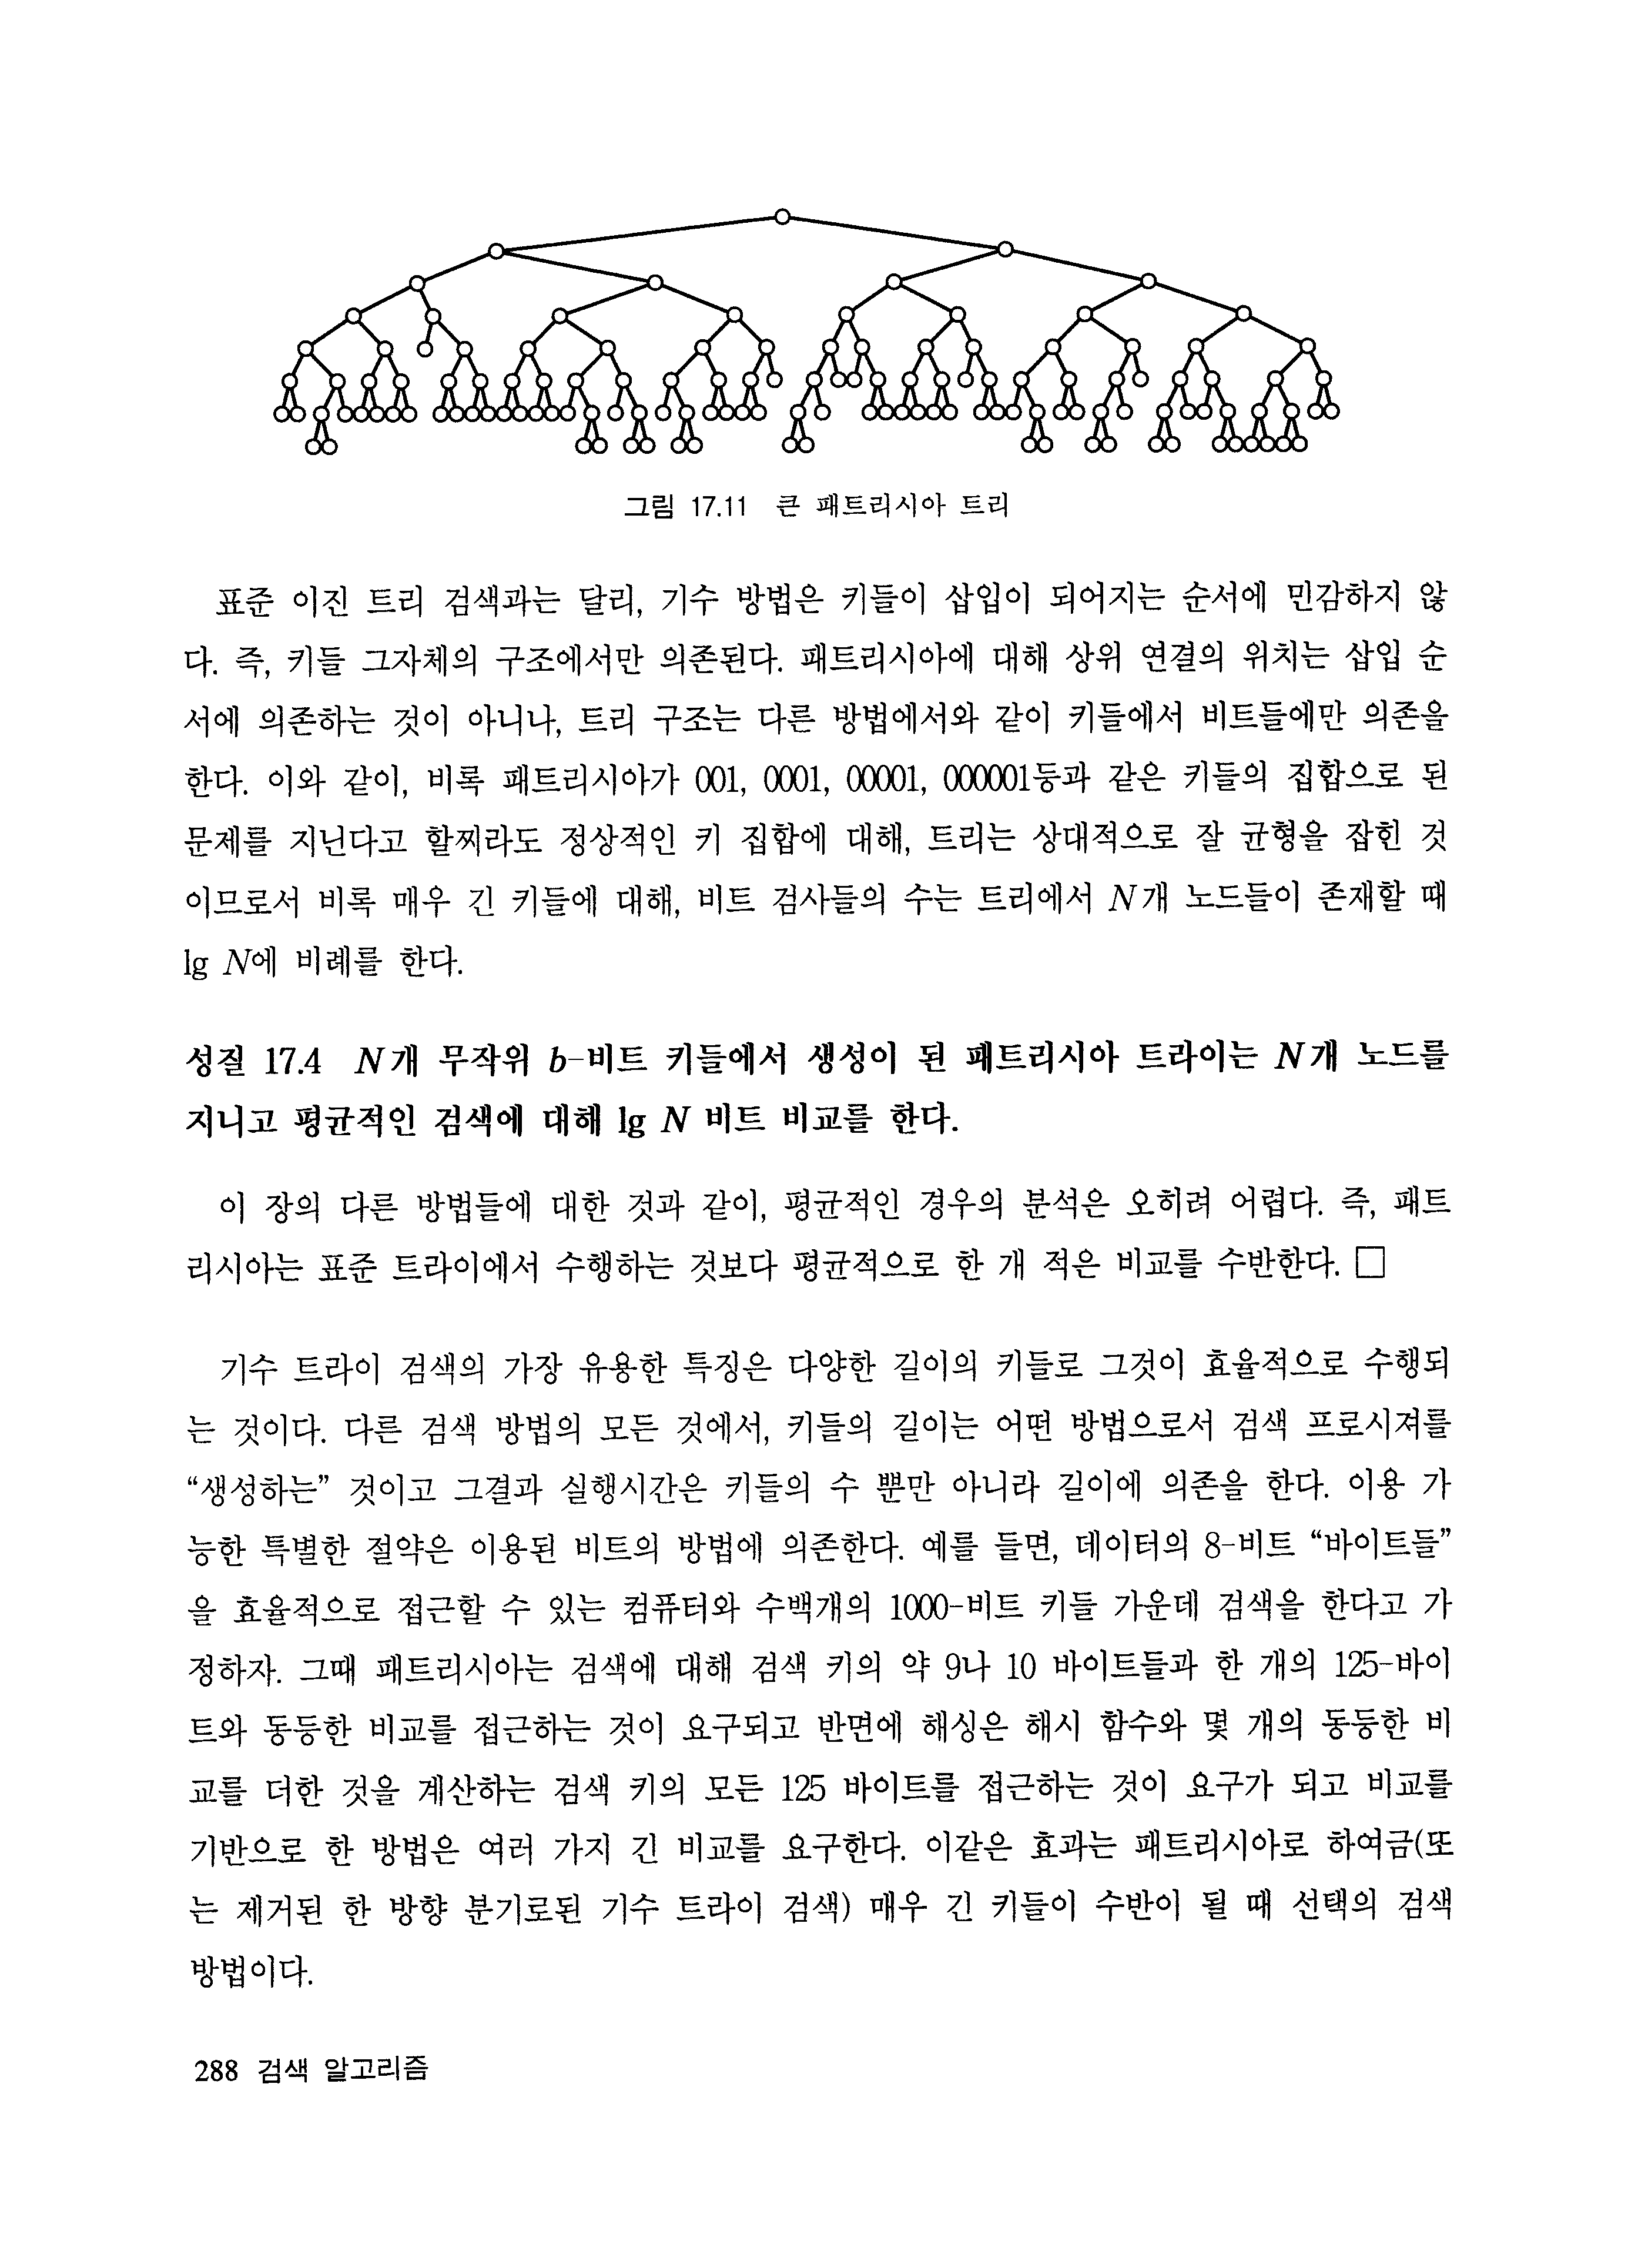 그림 17.11 큰 패트리시아 트리
표준 이진 트리 검색과는 달리, 기수 방법은 키들이 삽입이 되어지는 순서에 민감하지 않
다. 즉, 키들 그자체의 구조에서만 의존된다. 패트리시아에 대해 상위 연결의 위치는 삽입 순
서에 의존하는 것이 아니나, 트리 구조는 다른 방법에서와 같이 키들에서 비트들에만 의존을
한다. 이와 같이, 비록 패트리시아가 001, 0001, 00001, 000001등과 같은 키들의 집합으로 된
문제를 지닌다고 할찌라도 정상적인 키 집합에 대해, 트리는 상대적으로 잘 균형을 잡힌 것
이므로서 비록 매우 긴 키들에 대해, 비트 검사들의 수는 트리에서 N개 노드들이 존재할 때
lg N에 비례를 한다.
성질 17.4 N개 무작위 b-비트 키들에서 생성이 된 패트리시아 트라이는 N개 노드를
지니고 평균적인 검색에 대해 lg N 비트 비교를 한다.
이 장의 다른 방법들에 대한 것과 같이, 평균적인 경우의 분석은 오히려 어렵다. 즉, 패트
리시아는 표준 트라이에서 수행하는 것보다 평균적으로 한 개 적은 비교를 수반한다. □
기수 트라이 검색의 가장 유용한 특징은 다양한 길이의 키들로 그것이 효율적으로 수행되
는 것이다. 다른 검색 방법의 모든 것에서, 키들의 길이는 어떤 방법으로서 검색 프로시져를
“생성하는” 것이고 그결과 실행시간은 키들의 수 뿐만 아니라 길이에 의존을 한다. 이용 가
능한 특별한 절약은 이용된 비트의 방법에 의존한다. 예를 들면, 데이터의 8-비트 “바이트들”
을 효율적으로 접근할 수 있는 컴퓨터와 수백개의 1000-비트 키들 가운데 검색을 한다고 가
정하자. 그때 패트리시아는 검색에 대해 검색 키의 약 9나 10 바이트들과 한 개의 125-바이
트와 동등한 비교를 접근하는 것이 요구되고 반면에 해싱은 해시 함수와 몇 개의 동등한 비
교를 더한 것을 계산하는 검색 키의 모든 125 바이트를 접근하는 것이 요구가 되고 비교를
기반으로 한 방법은 여러 가지 긴 비교를 요구한다. 이같은 효과는 패트리시아로 하여금(또
는 제거된 한 방향 분기로된 기수 트라이 검색) 매우 긴 키들이 수반이 될 때 선택의 검색
방법이다.
288 검색 알고리즘